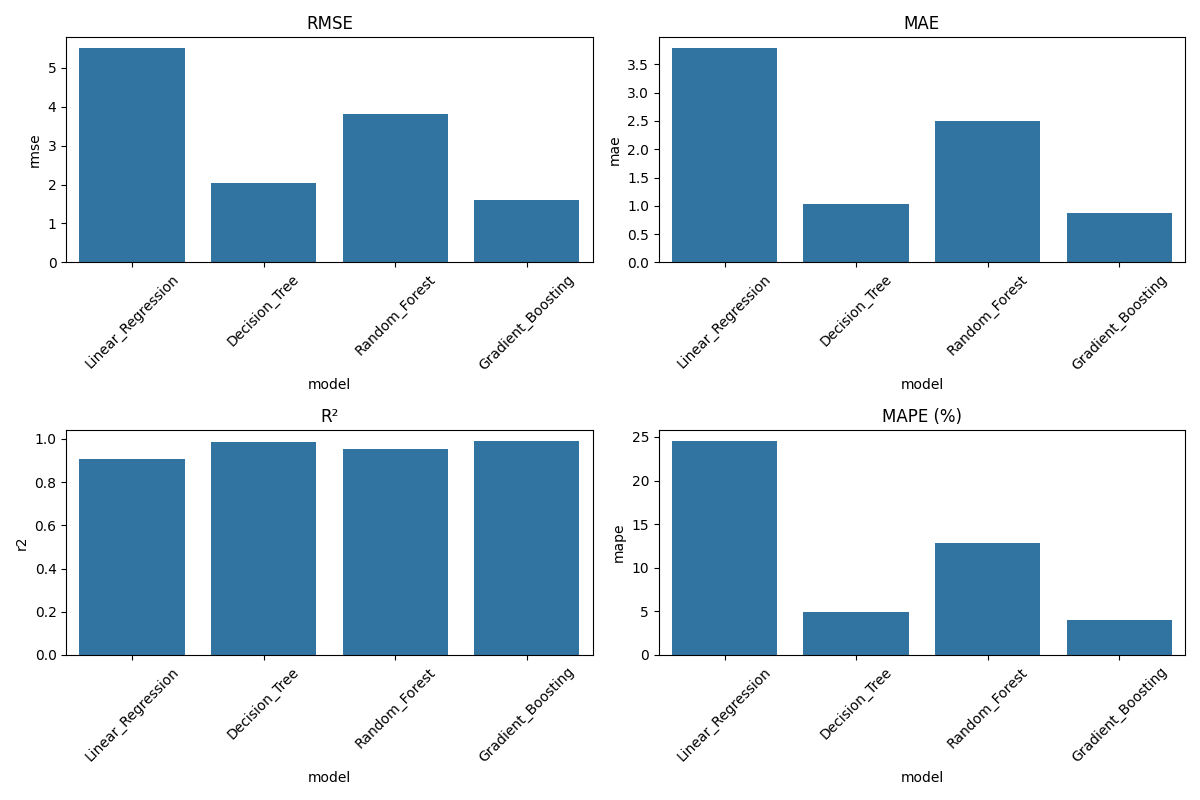 RMSE
rmse
5
4
3
2
1
0
Linear_Regression
Decision_Tree
Random_Forest
Gradient_Boosting
model
MAE
mae
3.5
3.0
2.5
2.0
1.5
1.0
0.5
0.0
Linear_Regression
Decision_Tree
Random_Forest
Gradient_Boosting
model
R²
r2
1.0
0.8
0.6
0.4
0.2
0.0
Linear_Regression
Decision_Tree
Random_Forest
Gradient_Boosting
model
MAPE (%)
mape
25
20
15
10
5
0
Linear_Regression
Decision_Tree
Random_Forest
Gradient_Boosting
model